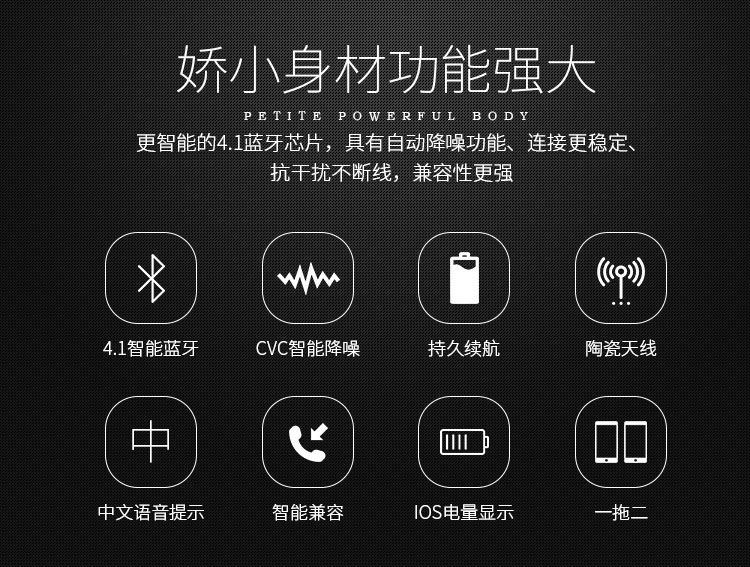 娇小身材功能强大
PETITE POWERFUL BODY
更智能的4.1蓝牙芯片，具有自动降噪功能、连接更稳定、
抗干扰不断线，兼容性更强
4.1智能蓝牙
CVC智能降噪
持久续航
陶瓷天线
中
中文语音提示
智能兼容
IOS电量显示
一拖二